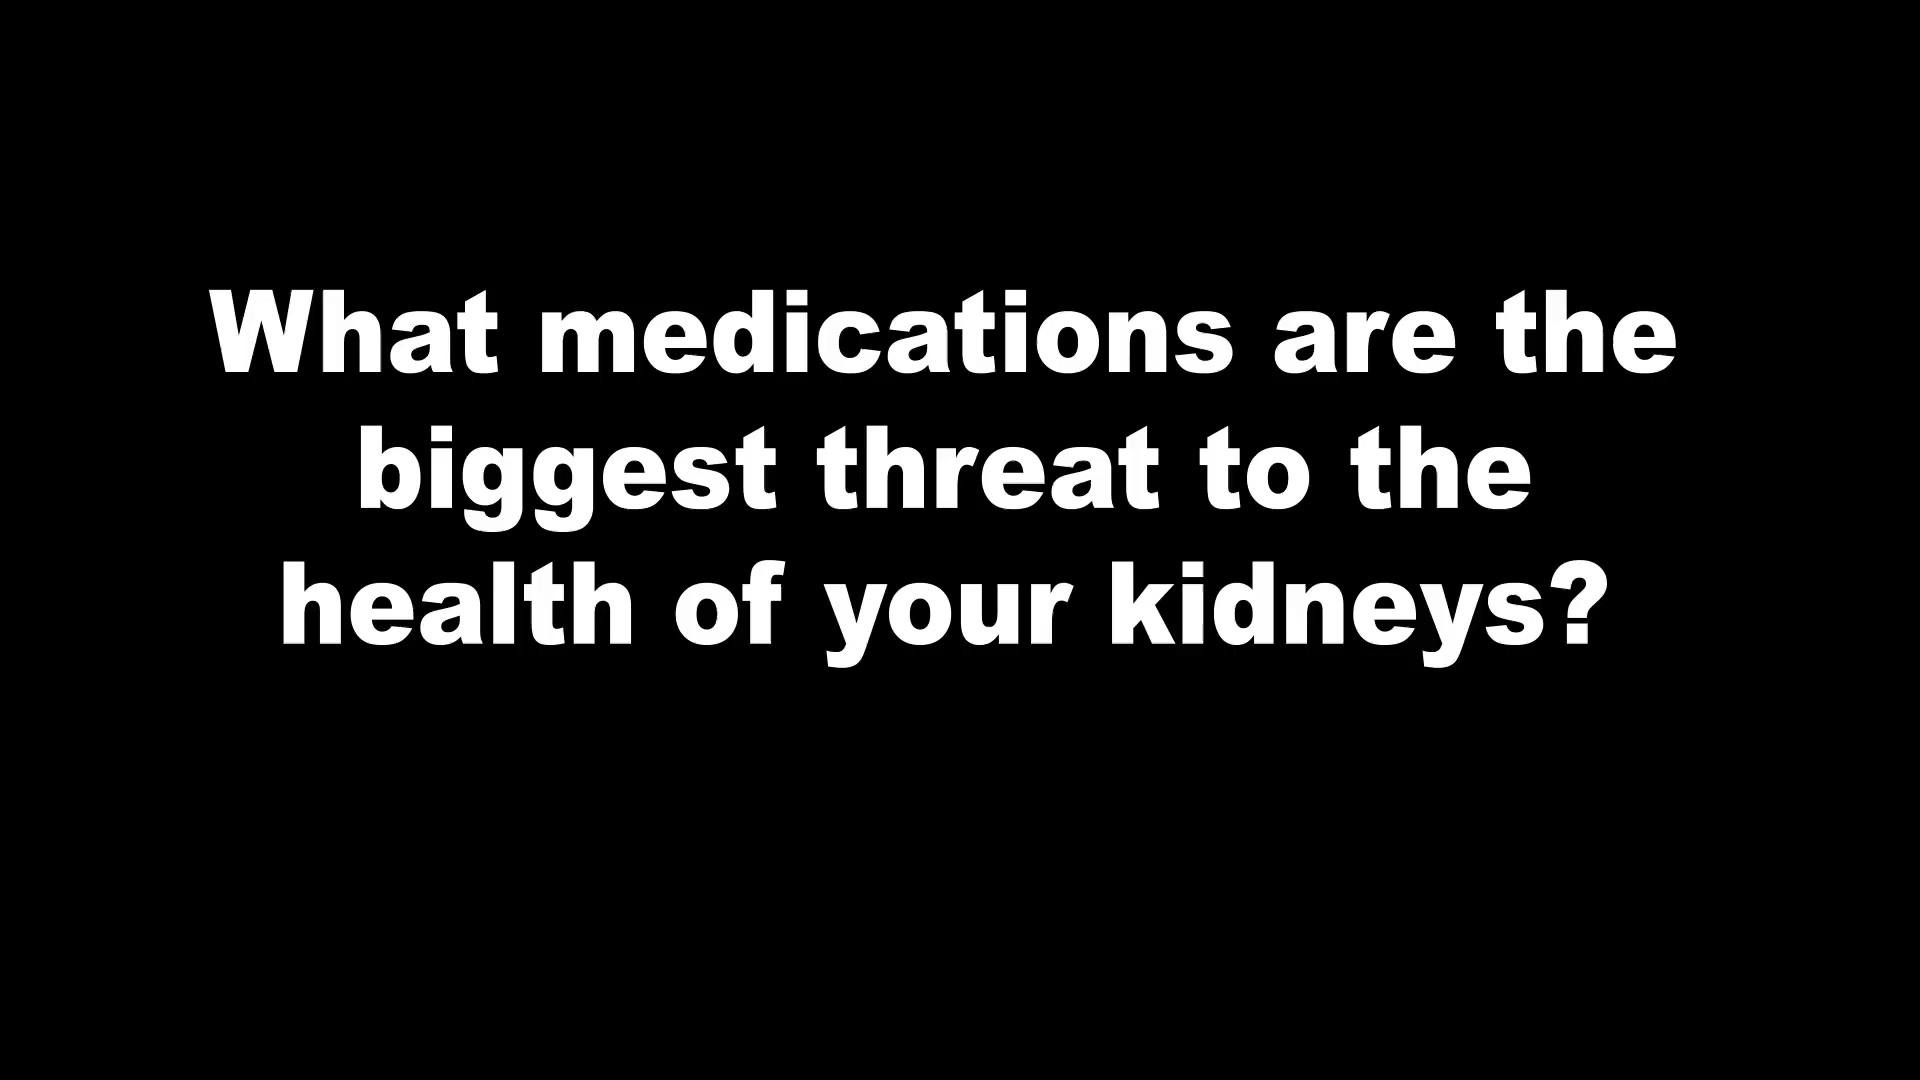 What medications are the
biggest threat to the
health of your kidneys?